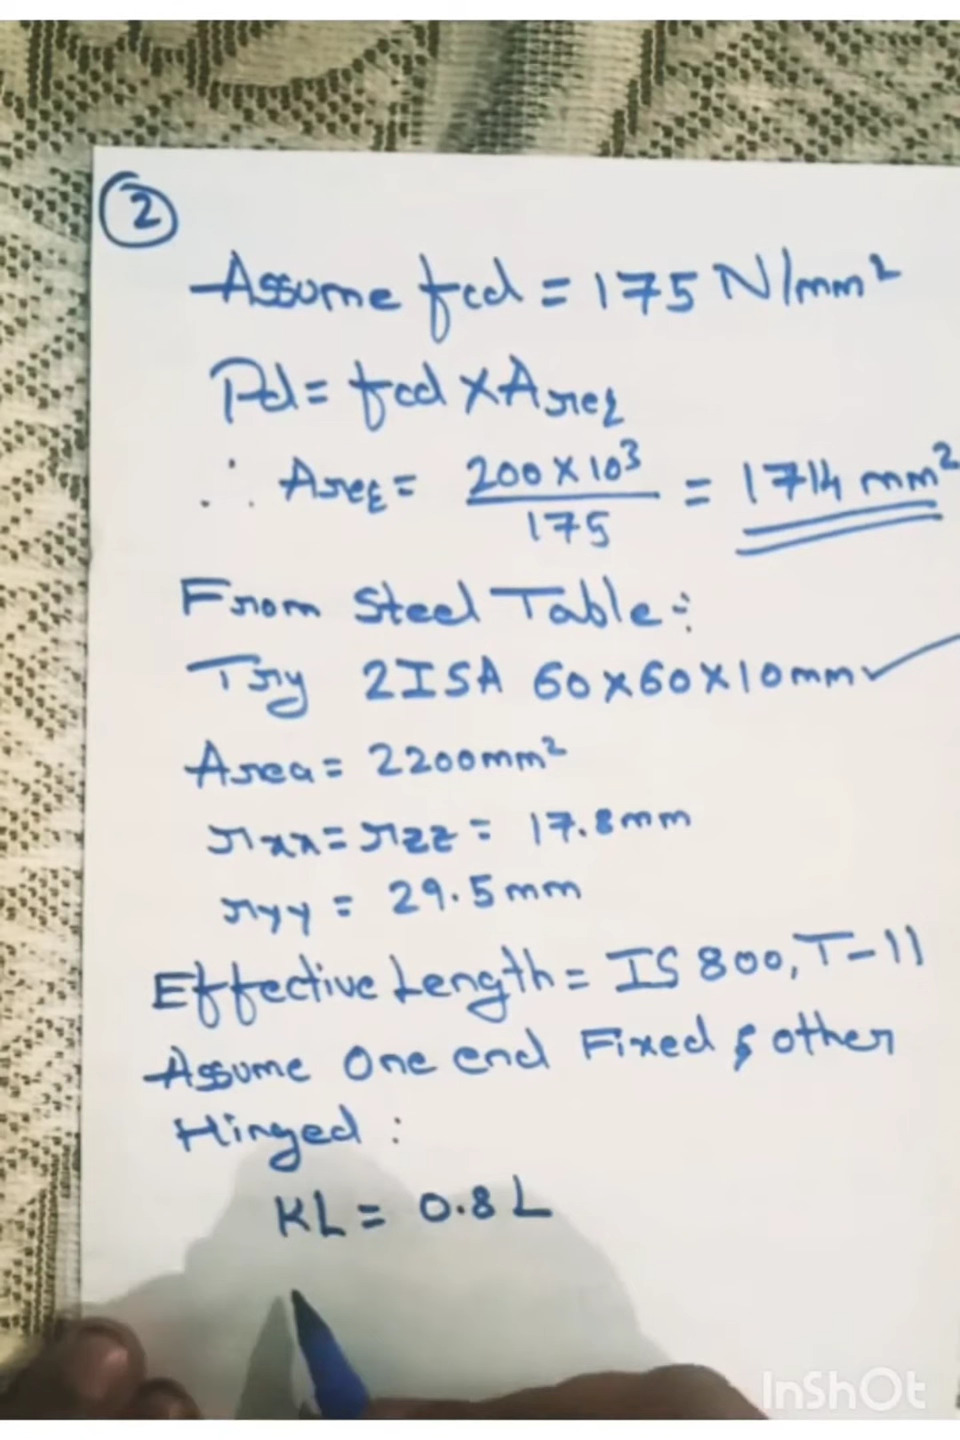 2
Assume fcd = 175 N/mm²
Pd = fcd × Areq
∴ Areq = 200 × 10³ / 175 = 1714 mm²
From Steel Table :-
Try 2 ISA 60×60×10mm ✓
Area = 2200mm²
rxx = rzz = 17.8mm
ryy = 29.5mm
Effective Length = IS 800, T-11
Assume One end Fixed & other
Hinged :
KL = 0.8 L
InShOt